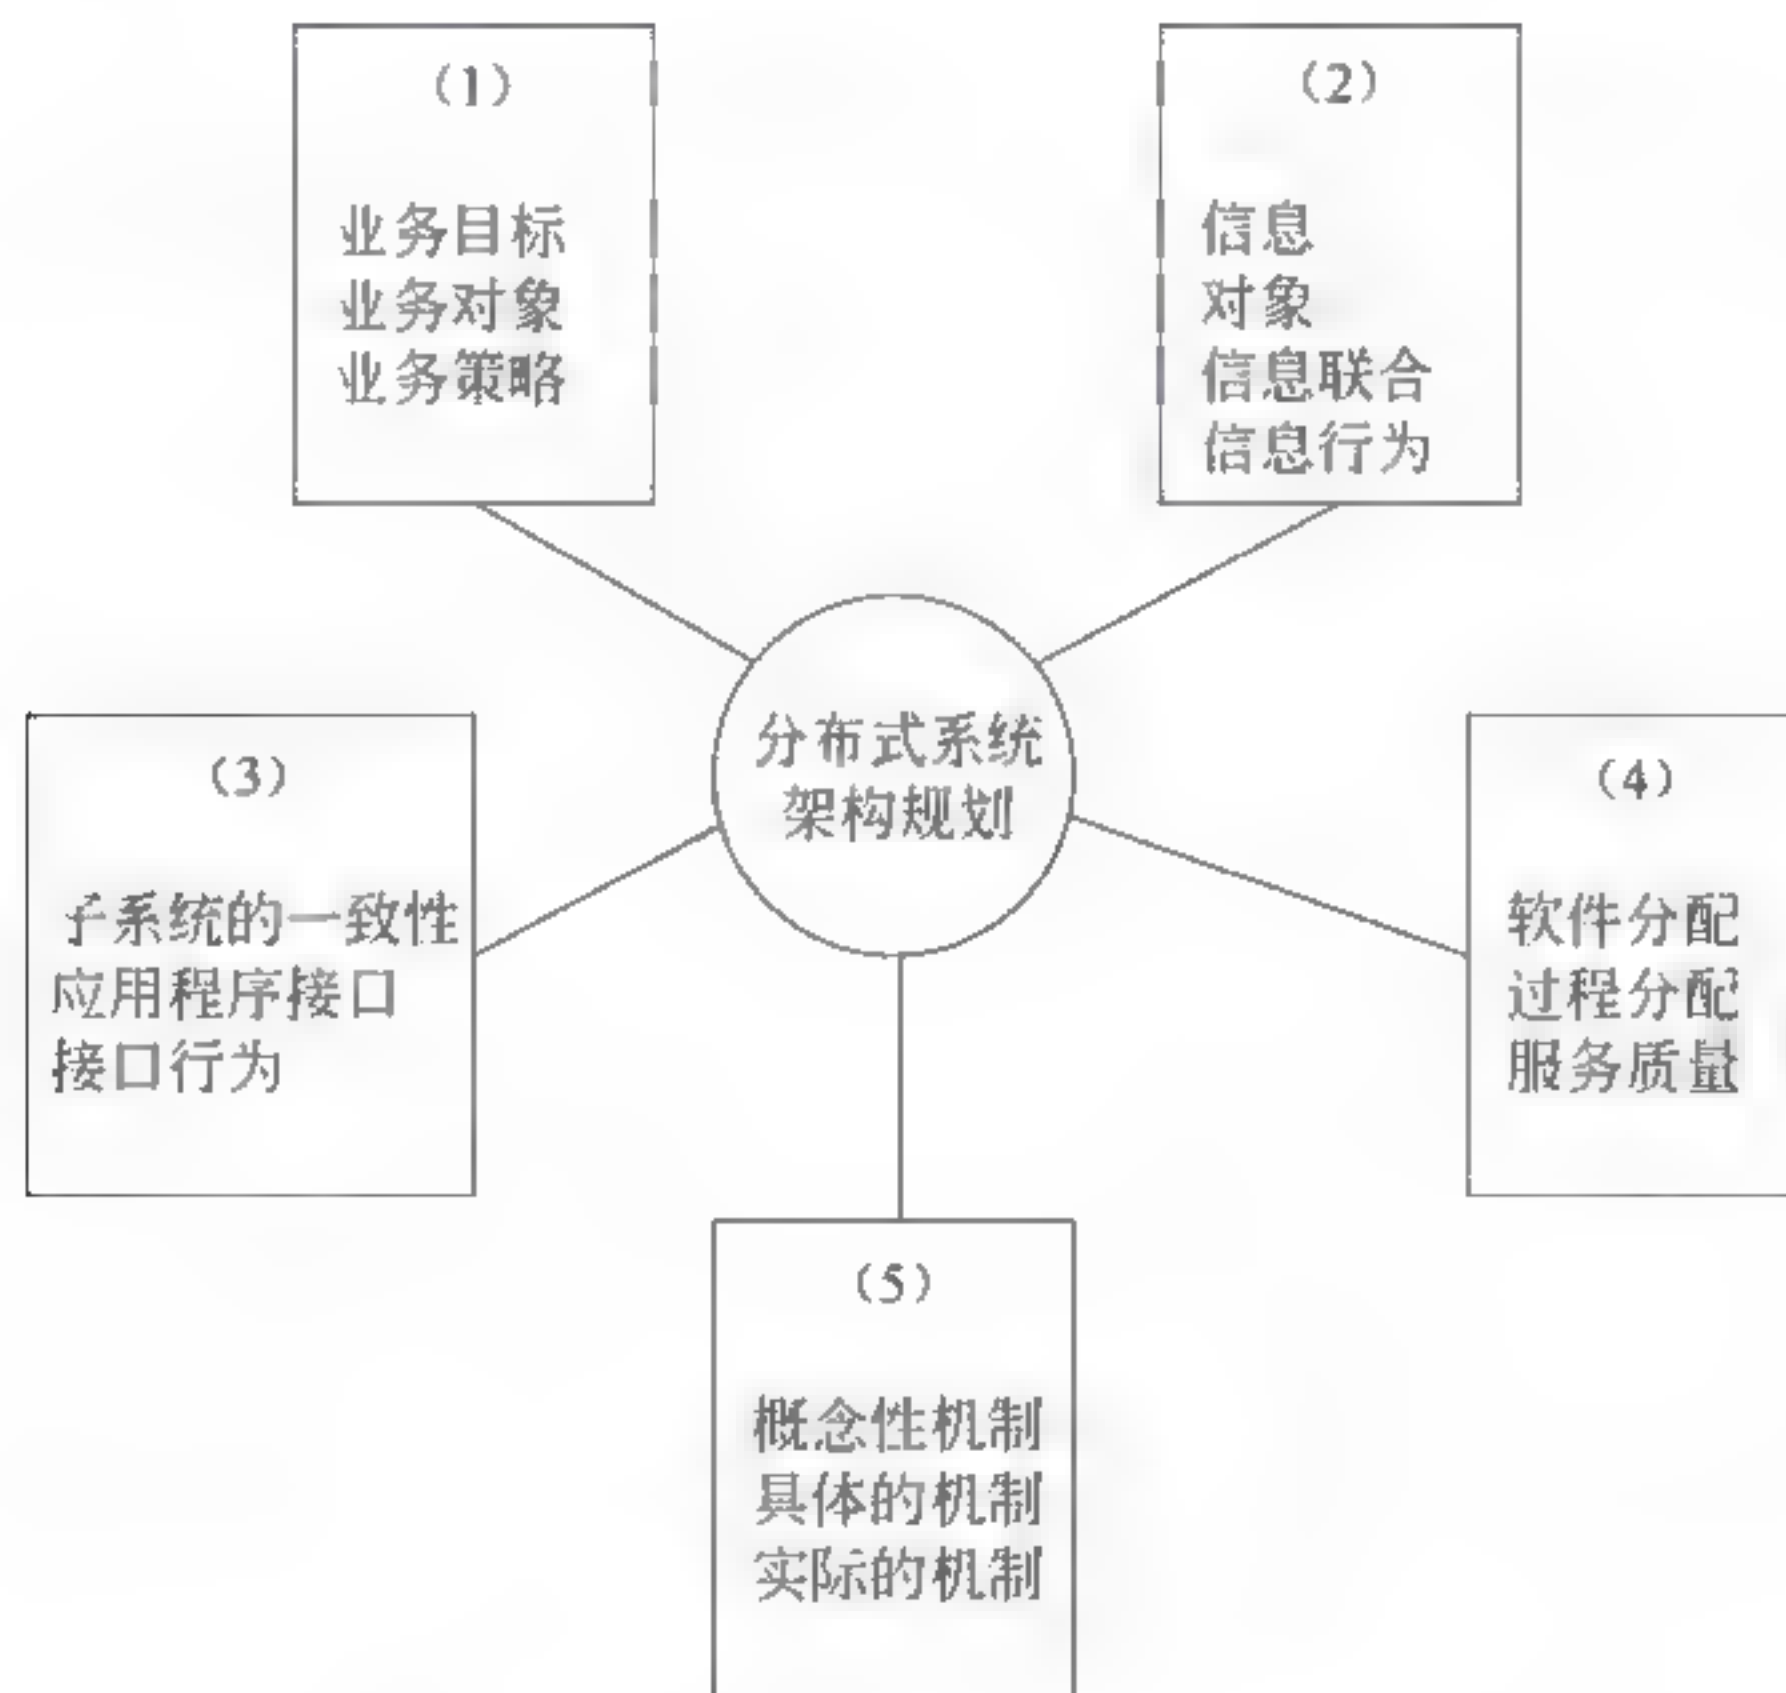 (1)
业务目标
业务对象
业务策略
(2)
信息
对象
信息联合
信息行为
分布式系统
架构规划
(3)
子系统的一致性
应用程序接口
接口行为
(4)
软件分配
过程分配
服务质量
(5)
概念性机制
具体的机制
实际的机制